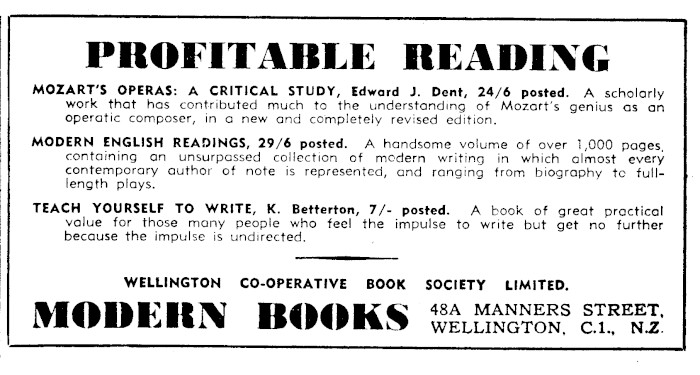 PROFITABLE READING
MOZART'S OPERAS: A CRITICAL STUDY, Edward J. Dent, 24/6 posted. A scholarly
work that has contributed much to the understanding of Mozart's genius as an
operatic composer, in a new and completely revised edition.
MODERN ENGLISH READINGS, 29/6 posted. A handsome volume of over 1,000 pages,
containing an unsurpassed collection of modern writing in which almost every
contemporary author of note is represented, and ranging from biography to full-
length plays.
TEACH YOURSELF TO WRITE, K. Betterton, 7/- posted. A book of great practical
value for those many people who feel the impulse to write but get no further
because the impulse is undirected.
WELLINGTON CO-OPERATIVE BOOK SOCIETY LIMITED.
MODERN BOOKS
48A MANNERS STREET,
WELLINGTON, C.1., N.Z.